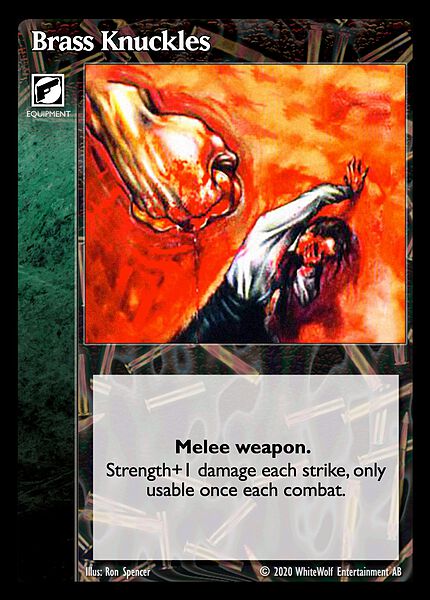 Brass Knuckles
EQUIPMENT
Melee weapon.
Strength+1 damage each strike, only
usable once each combat.
Illus: Ron Spencer © 2020 WhiteWolf Entertainment AB